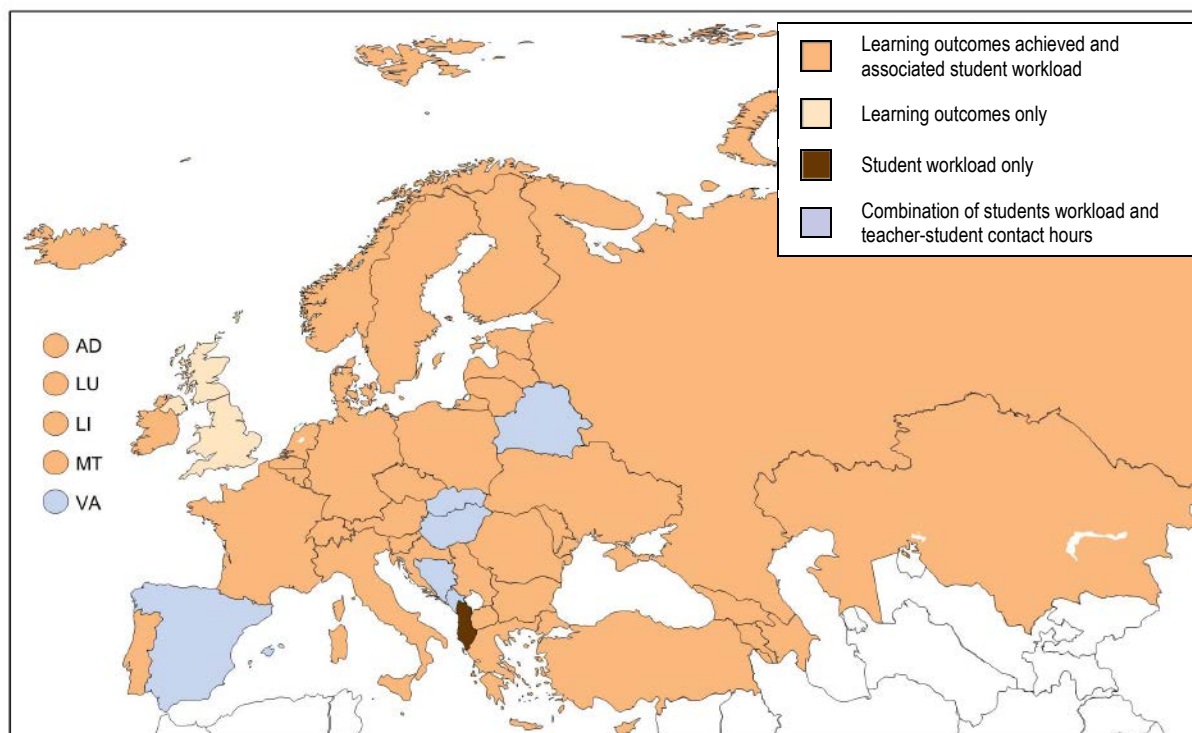 Learning outcomes achieved and
associated student workload
Learning outcomes only
Student workload only
Combination of students workload and
teacher-student contact hours
AD
LU
LI
MT
VA